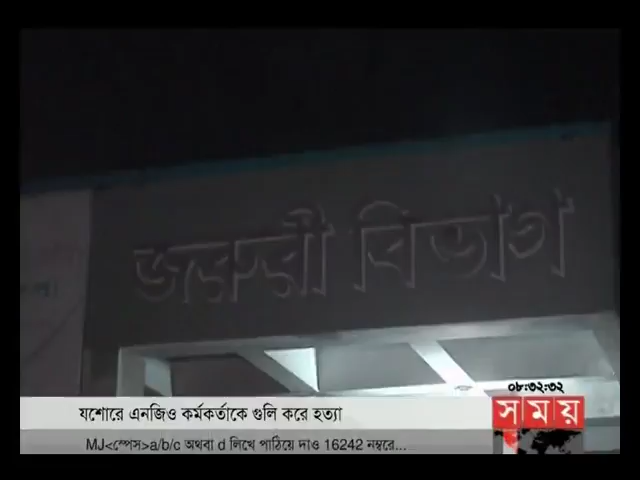 জরুরী বিভাগ
০৮:৩২:৩২
যশোরে এনজিও কর্মকর্তাকে গুলি করে হত্যা
সময়
MJ<স্পেস>a/b/c অথবা d লিখে পাঠিয়ে দাও 16242 নম্বরে...